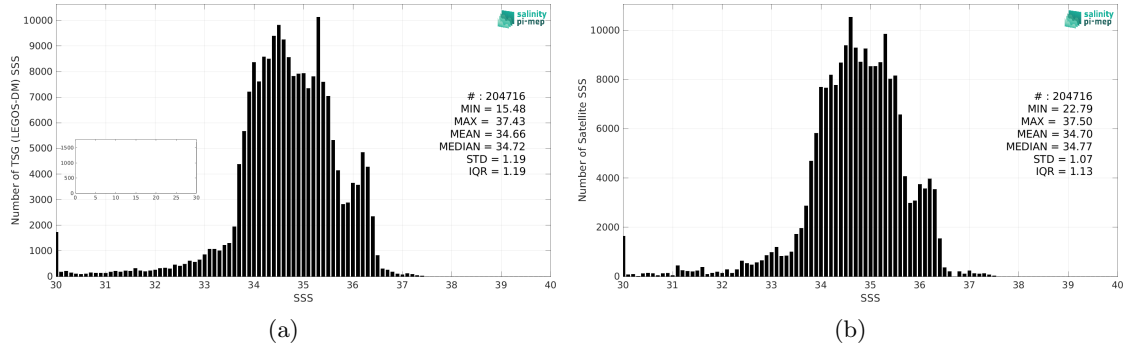 salinity
pi-mep
10000
9000
8000
7000
6000
5000
4000
3000
2000
1000
0
Number of TSG (LEGOS-DM) SSS
# : 204716
MIN = 15.48
MAX = 37.43
MEAN = 34.66
MEDIAN = 34.72
STD = 1.19
IQR = 1.19
1500
1000
500
0
0 5 10 15 20 25 30
30 31 32 33 34 35 36 37 38 39 40
SSS
(a)
salinity
pi-mep
10000
8000
6000
4000
2000
0
Number of Satellite SSS
# : 204716
MIN = 22.79
MAX = 37.50
MEAN = 34.70
MEDIAN = 34.77
STD = 1.07
IQR = 1.13
30 31 32 33 34 35 36 37 38 39 40
SSS
(b)